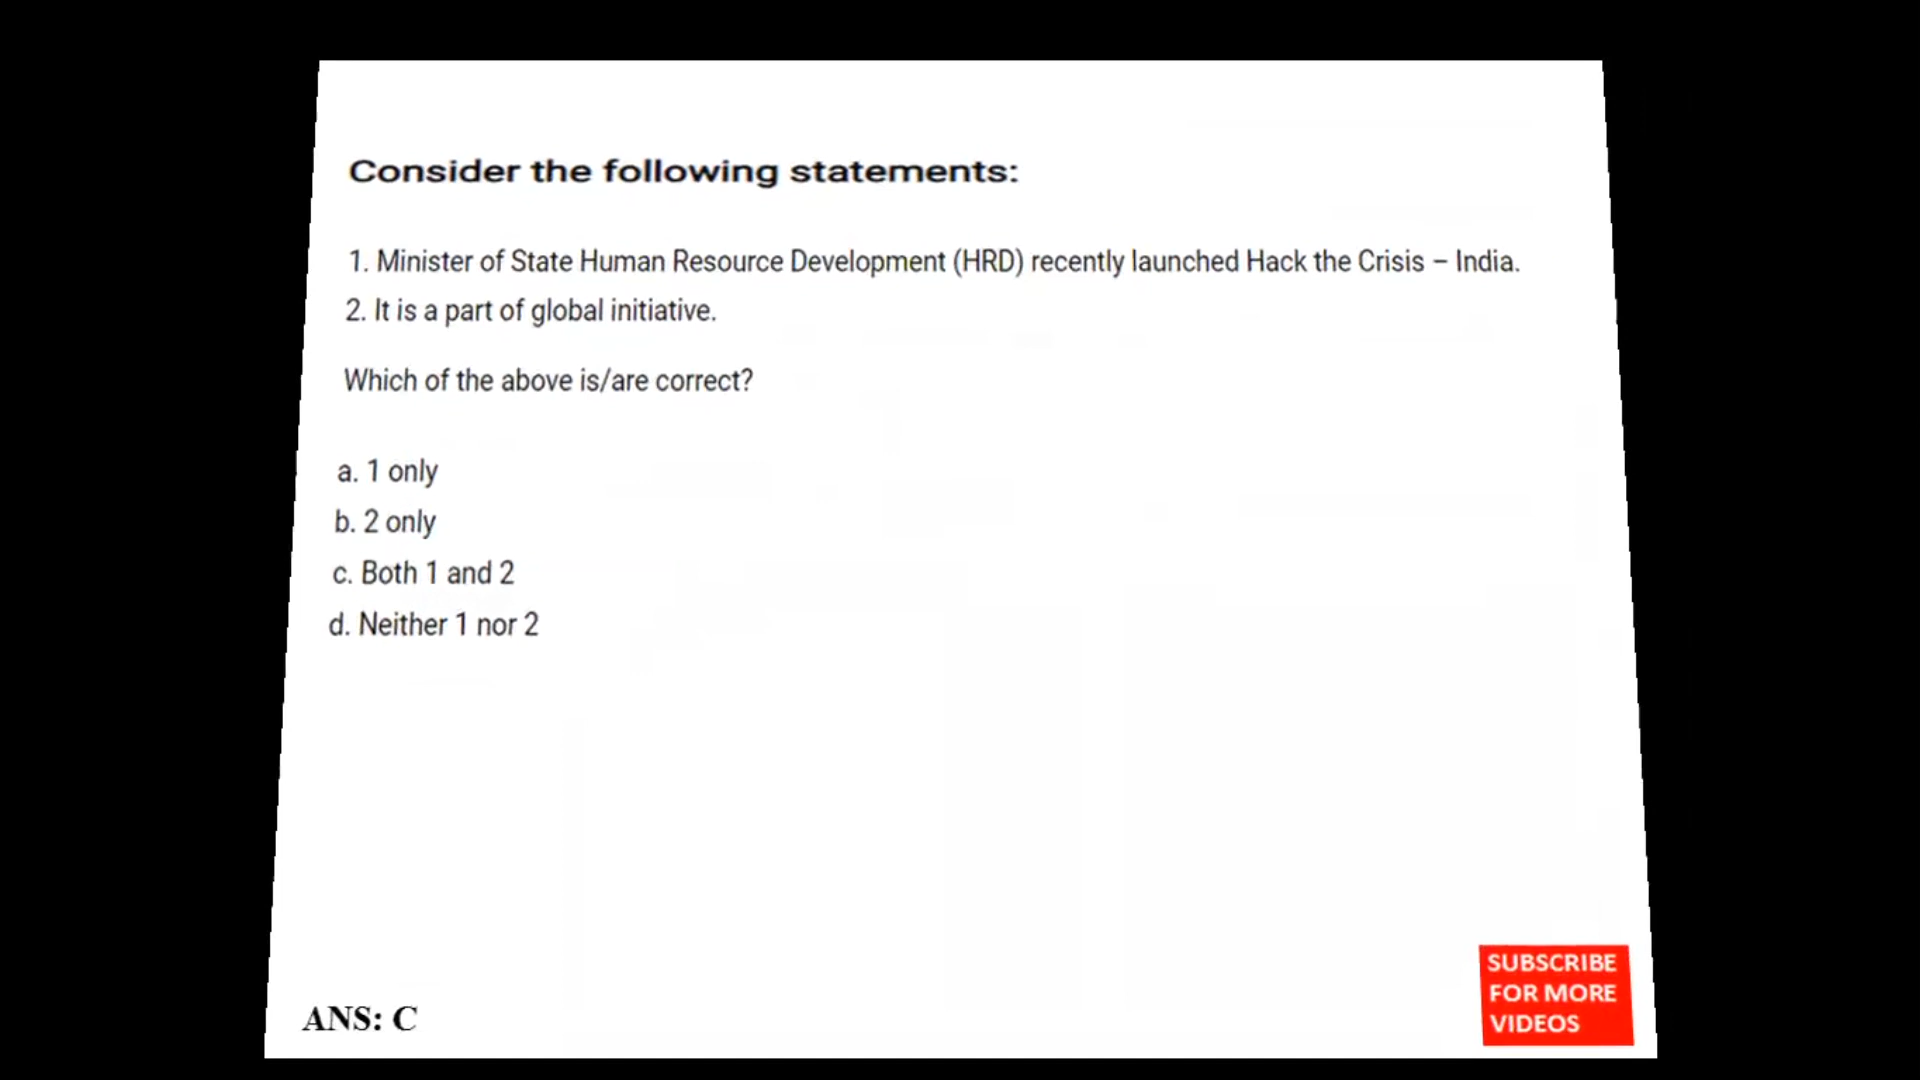 Consider the following statements:
1. Minister of State Human Resource Development (HRD) recently launched Hack the Crisis – India.
2. It is a part of global initiative.
Which of the above is/are correct?
a. 1 only
b. 2 only
c. Both 1 and 2
d. Neither 1 nor 2
ANS: C
SUBSCRIBE
FOR MORE
VIDEOS